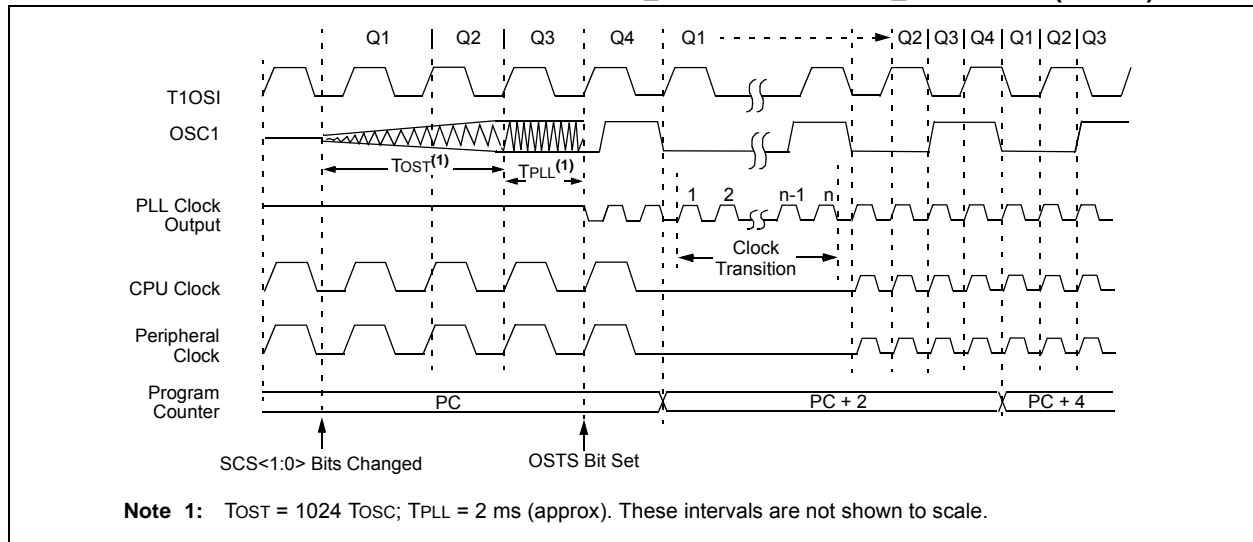 Q1 Q2 Q3 Q4 Q1 Q2 Q3 Q4 Q1 Q2 Q3
T1OSI
OSC1
TOST(1)
TPLL(1)
1 2 n-1 n
PLL Clock
Output
Clock
Transition
CPU Clock
Peripheral
Clock
Program
Counter
PC PC + 2 PC + 4
SCS<1:0> Bits Changed
OSTS Bit Set
Note 1: TOST = 1024 TOSC; TPLL = 2 ms (approx). These intervals are not shown to scale.